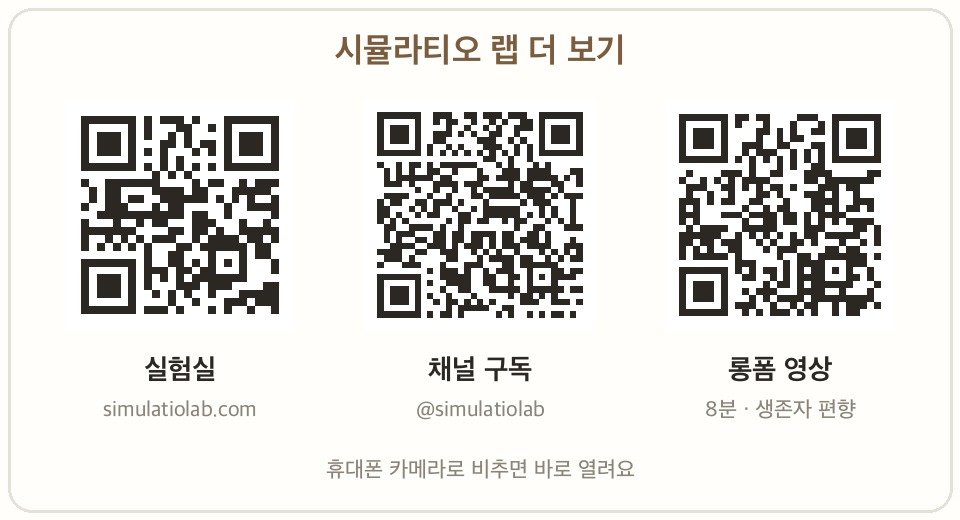 시뮬라티오 랩 더 보기
실험실
채널 구독
롱폼 영상
simulatiolab.com
@simulatiolab
8분 · 생존자 편향
휴대폰 카메라로 비추면 바로 열려요